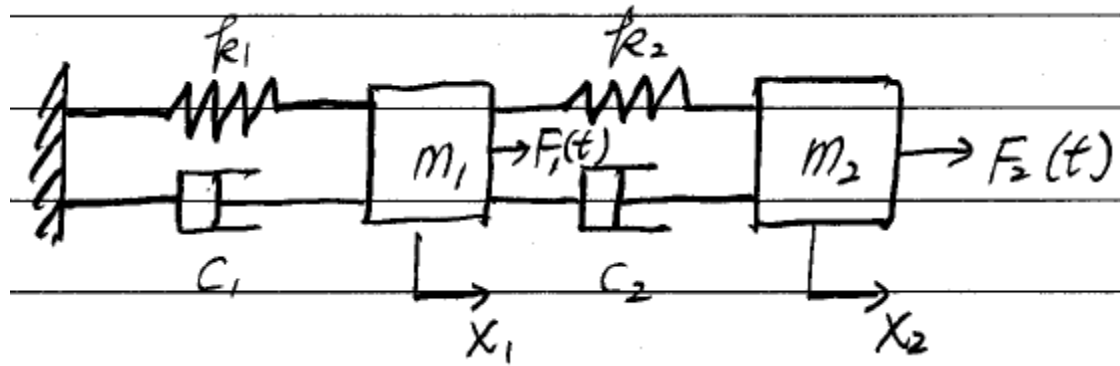 k₁ k₂
m₁ F₁(t) m₂ F₂(t)
C₁ C₂
X₁ X₂